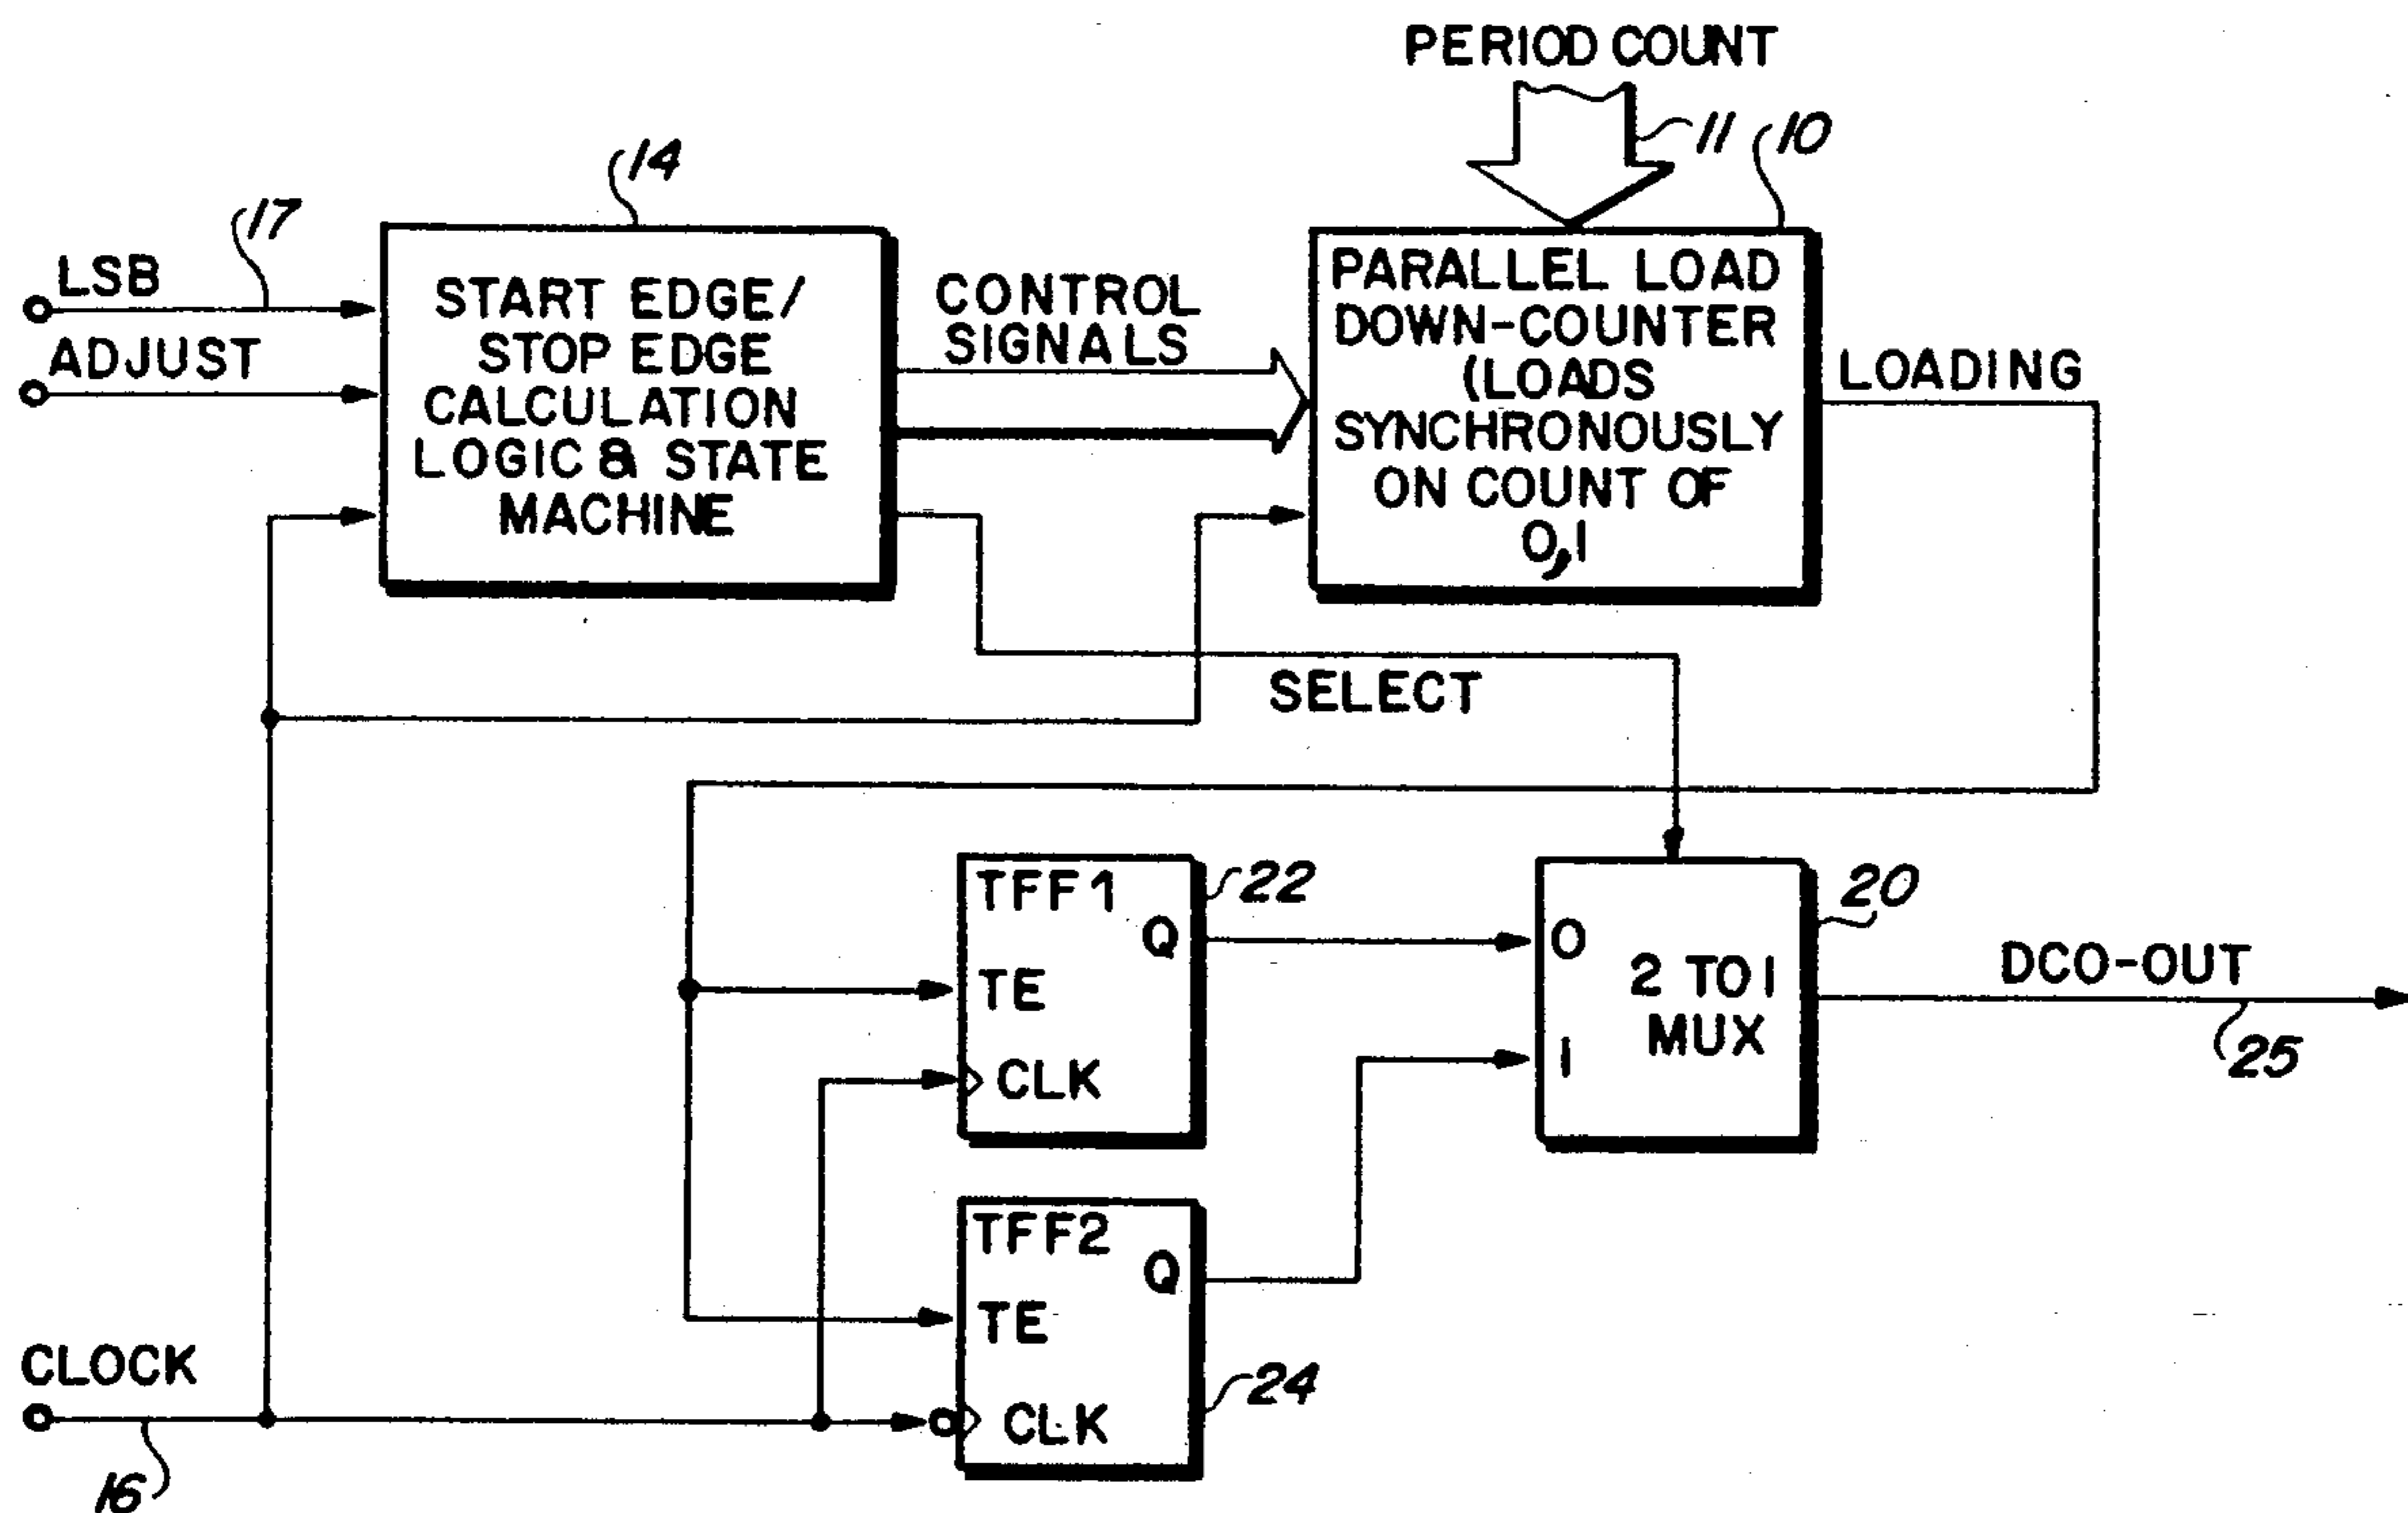 PERIOD COUNT
11
10
14
17
LSB
ADJUST
START EDGE/
STOP EDGE
CALCULATION
LOGIC & STATE
MACHINE
CONTROL
SIGNALS
PARALLEL LOAD
DOWN-COUNTER
(LOADS
SYNCHRONOUSLY
ON COUNT OF
0,1
LOADING
SELECT
TFF1
Q
TE
CLK
22
0
1
2 TO 1
MUX
20
DCO-OUT
25
TFF2
Q
TE
CLK
24
CLOCK
16